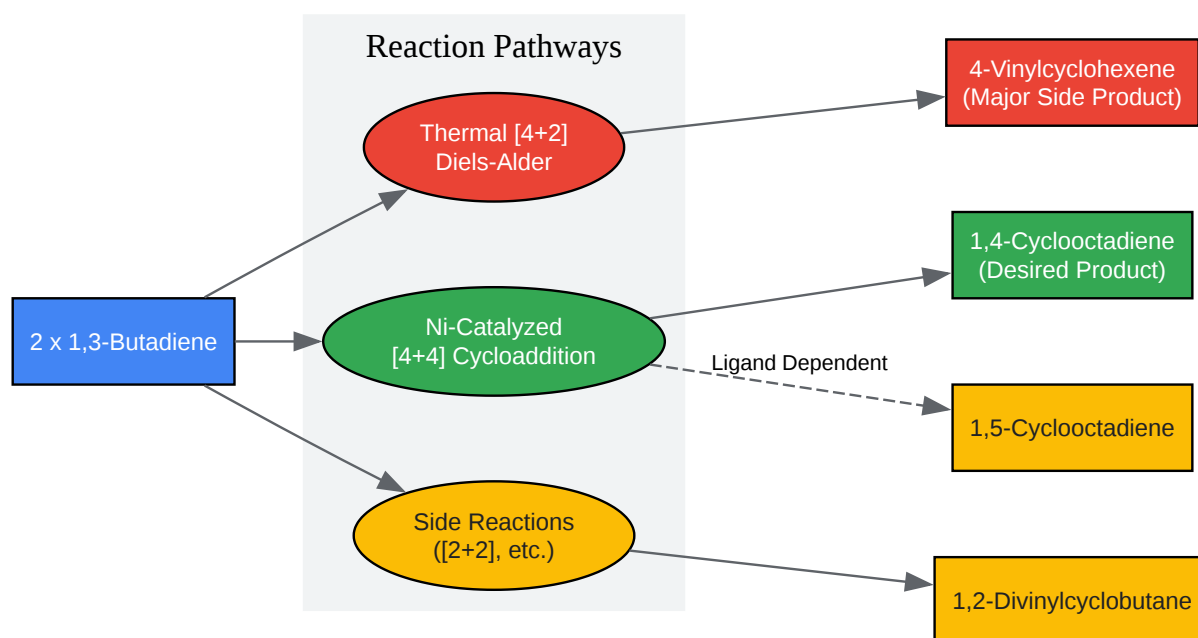 Reaction Pathways
2 x 1,3-Butadiene
Thermal [4+2]
Diels-Alder
Ni-Catalyzed
[4+4] Cycloaddition
Side Reactions
([2+2], etc.)
Ligand Dependent
4-Vinylcyclohexene
(Major Side Product)
1,4-Cyclooctadiene
(Desired Product)
1,5-Cyclooctadiene
1,2-Divinylcyclobutane